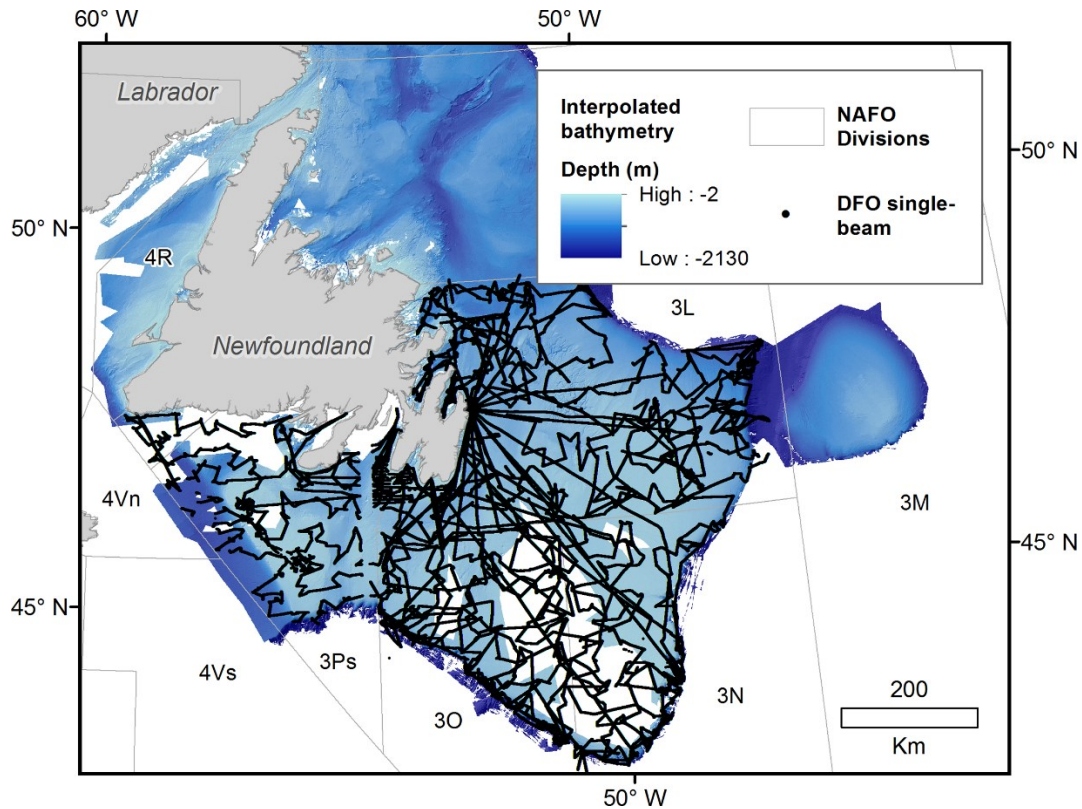 60° W
50° W
Labrador
Interpolated
bathymetry
Depth (m)
High : -2
Low : -2130
NAFO
Divisions
DFO single-
beam
50° N
50° N
4R
3L
Newfoundland
4Vn
3M
45° N
45° N
4Vs
3Ps
3O
3N
200
Km
50° W